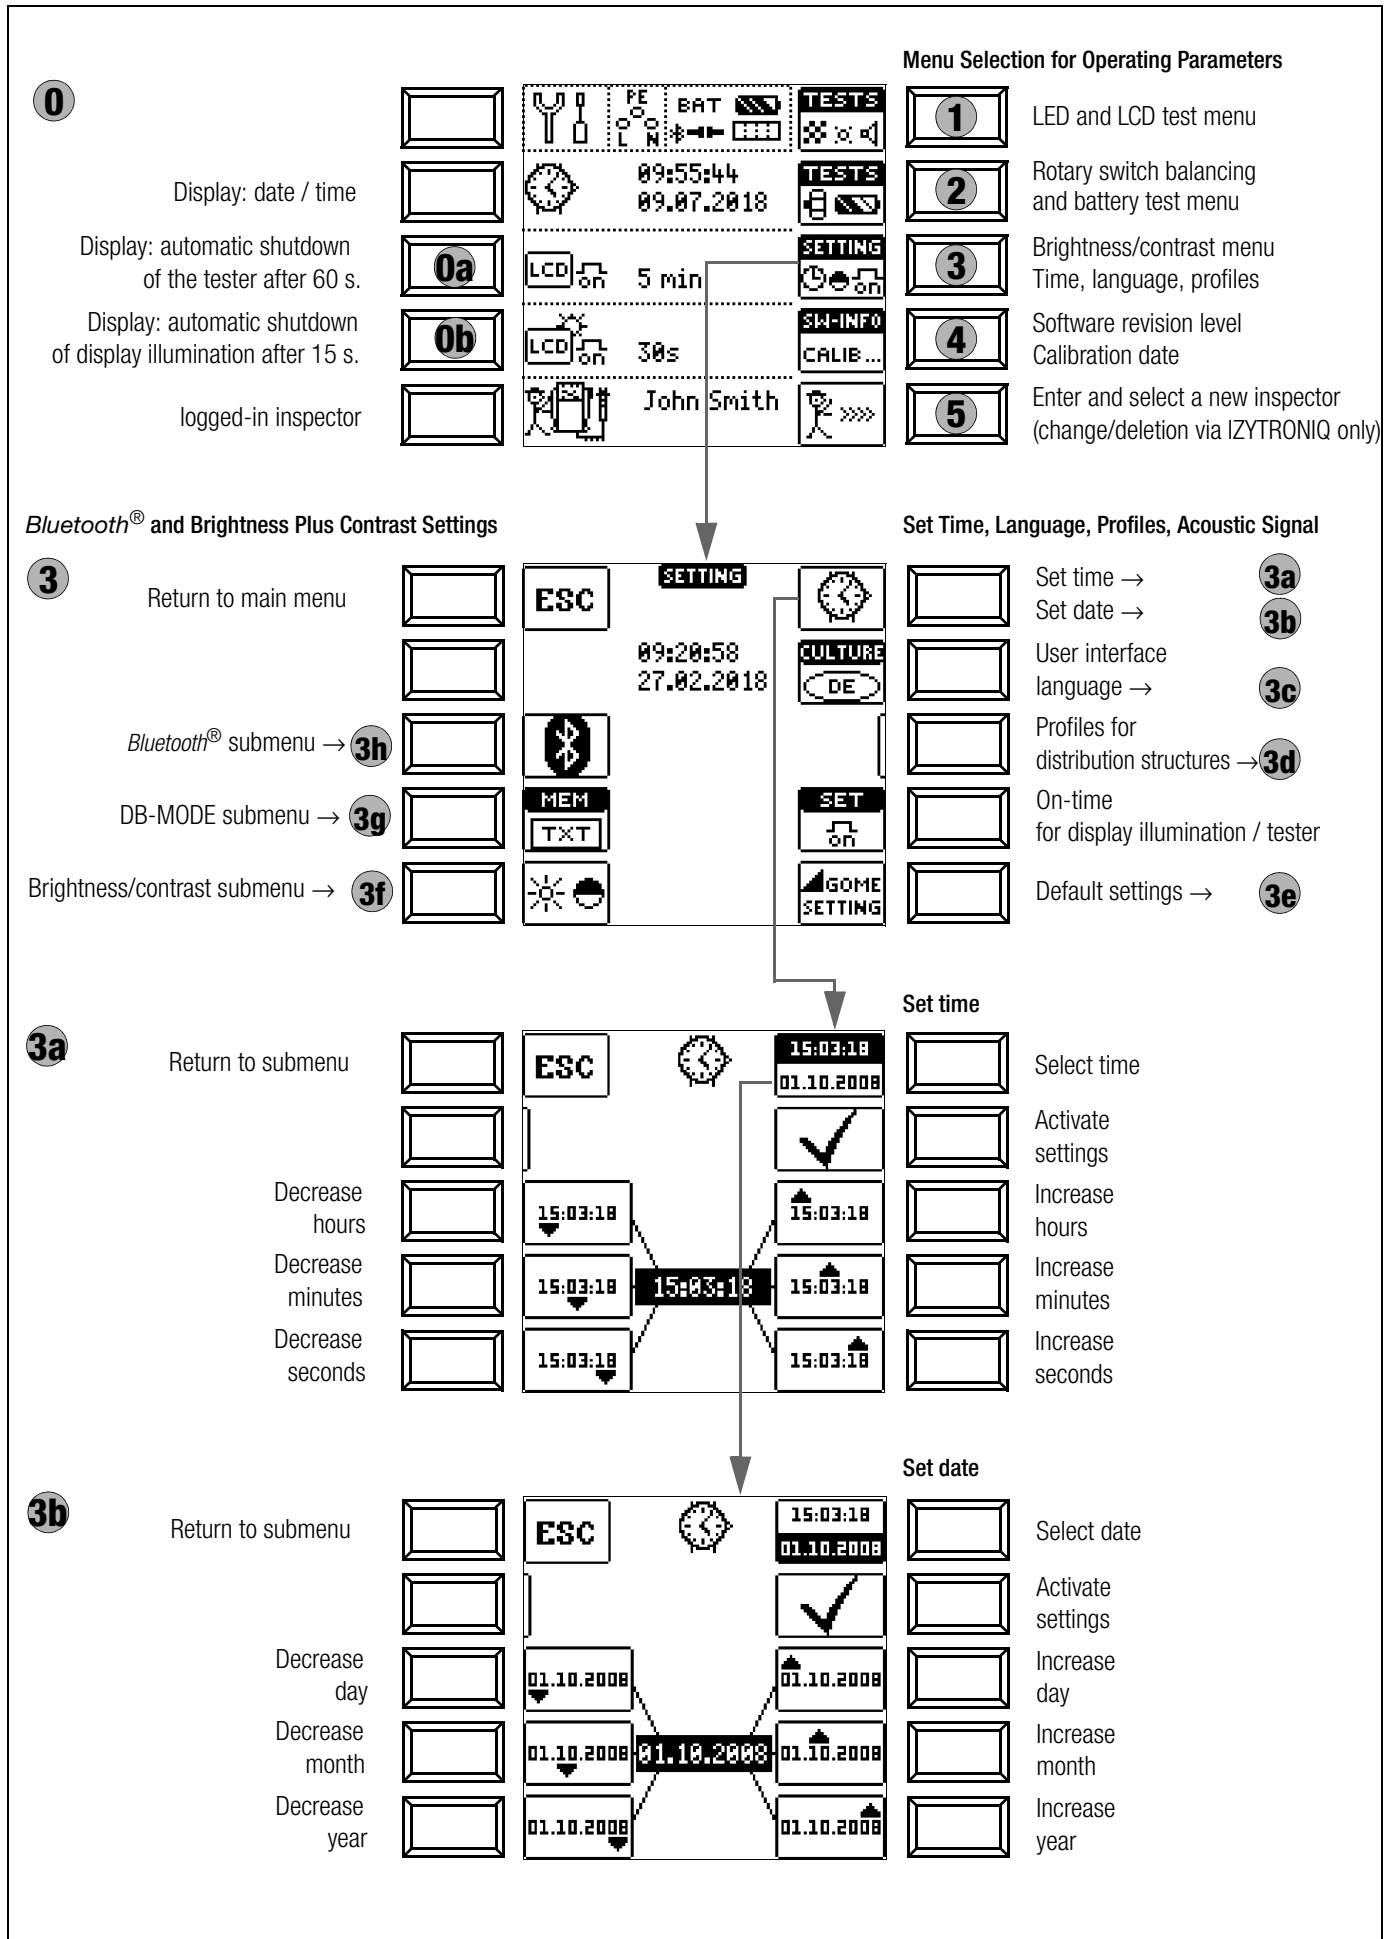 Menu Selection for Operating Parameters
0
PE
L N
BAT
TESTS
1
LED and LCD test menu
Display: date / time
09:55:44
09.07.2018
TESTS
2
Rotary switch balancing
and battery test menu
Display: automatic shutdown
of the tester after 60 s.
0a
LCD on
5 min
SETTING
on
3
Brightness/contrast menu
Time, language, profiles
Display: automatic shutdown
of display illumination after 15 s.
0b
LCD on
30s
SW-INFO
CALIB ...
4
Software revision level
Calibration date
logged-in inspector
John Smith
5
Enter and select a new inspector
(change/deletion via IZYTRONIQ only)
Bluetooth® and Brightness Plus Contrast Settings
Set Time, Language, Profiles, Acoustic Signal
3
Return to main menu
ESC
SETTING
Set time → 3a
Set date → 3b
09:20:58
27.02.2018
CULTURE
DE
User interface
language → 3c
Bluetooth® submenu → 3h
Profiles for
distribution structures → 3d
DB-MODE submenu → 3g
MEM
TXT
SET
on
On-time
for display illumination / tester
Brightness/contrast submenu → 3f
GOME
SETTING
Default settings → 3e
Set time
3a
Return to submenu
ESC
15:03:18
01.10.2008
Select time
Activate
settings
Decrease
hours
15:03:18
15:03:18
Increase
hours
Decrease
minutes
15:03:18
15:03:18
15:03:18
Increase
minutes
Decrease
seconds
15:03:18
15:03:18
Increase
seconds
Set date
3b
Return to submenu
ESC
15:03:18
01.10.2008
Select date
Activate
settings
Decrease
day
01.10.2008
01.10.2008
Increase
day
Decrease
month
01.10.2008
01.10.2008
01.10.2008
Increase
month
Decrease
year
01.10.2008
01.10.2008
Increase
year